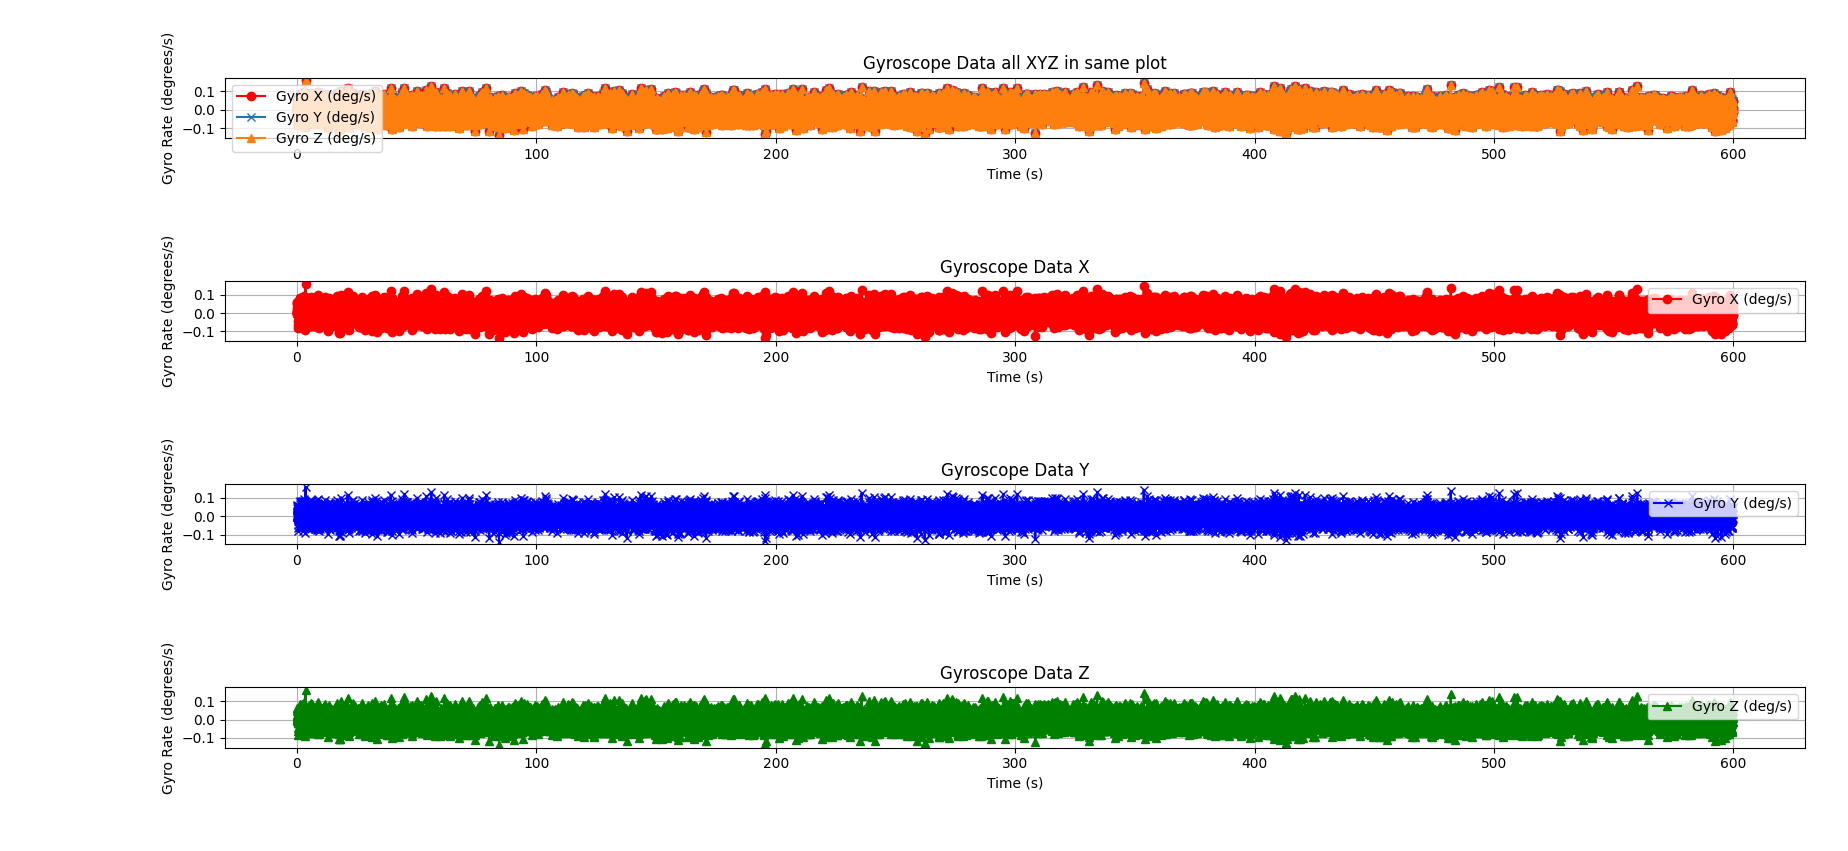 Gyroscope Data all XYZ in same plot
Gyro Rate (degrees/s)
0.1
0.0
−0.1
Gyro X (deg/s)
Gyro Y (deg/s)
Gyro Z (deg/s)
0 100 200 300 400 500 600
Time (s)
Gyroscope Data X
Gyro Rate (degrees/s)
0.1
0.0
−0.1
Gyro X (deg/s)
0 100 200 300 400 500 600
Time (s)
Gyroscope Data Y
Gyro Rate (degrees/s)
0.1
0.0
−0.1
Gyro Y (deg/s)
0 100 200 300 400 500 600
Time (s)
Gyroscope Data Z
Gyro Rate (degrees/s)
0.1
0.0
−0.1
Gyro Z (deg/s)
0 100 200 300 400 500 600
Time (s)